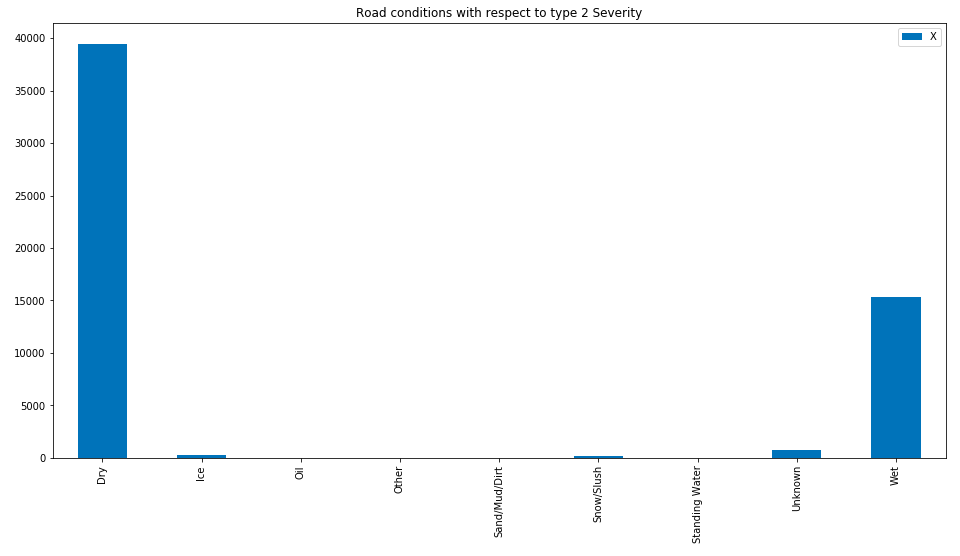 Road conditions with respect to type 2 Severity
X
40000
35000
30000
25000
20000
15000
10000
5000
0
Dry
Ice
Oil
Other
Sand/Mud/Dirt
Snow/Slush
Standing Water
Unknown
Wet